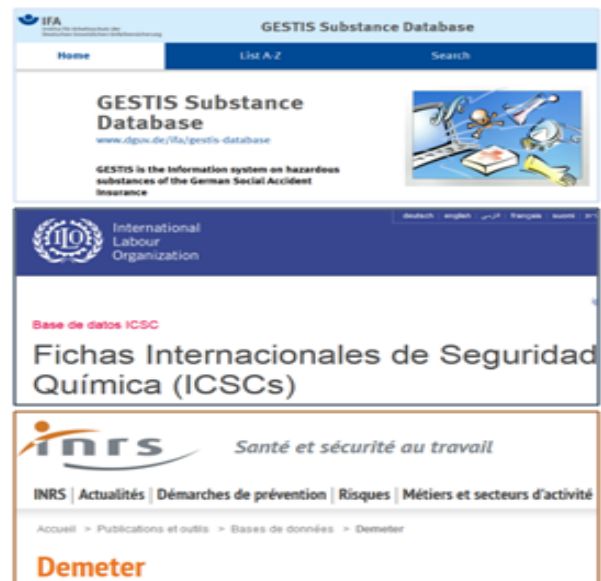 IFA
GESTIS Substance Database
Home
List A-Z
Search
GESTIS Substance
Database
www.dguv.de/ifa/gestis-database
GESTIS is the Information system on hazardous
substances of the German Social Accident
Insurance
deutsch | english | فارسی | français | suomi
International
Labour
Organization
Base de datos ICSC
Fichas Internacionales de Seguridad
Química (ICSCs)
inrs
Santé et sécurité au travail
INRS | Actualités | Démarches de prévention | Risques | Métiers et secteurs d'activité
Accueil > Publications et outils > Bases de données > Demeter
Demeter